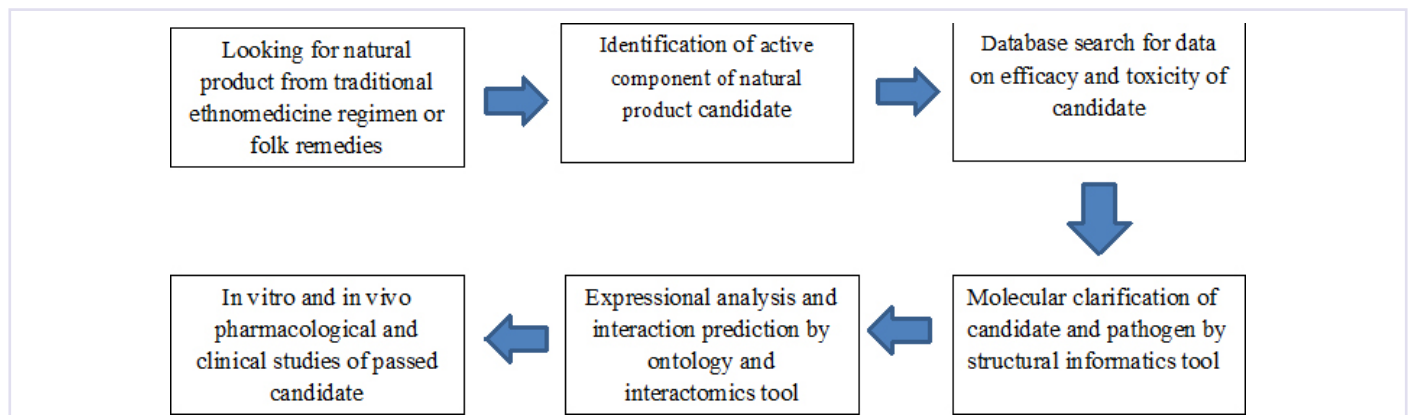 Looking for natural
product from traditional
ethnomedicine regimen or
folk remedies
Identification of active
component of natural
product candidate
Database search for data
on efficacy and toxicity of
candidate
Molecular clarification of
candidate and pathogen by
structural informatics tool
Expressional analysis and
interaction prediction by
ontology and
interactomics tool
In vitro and in vivo
pharmacological and
clinical studies of passed
candidate